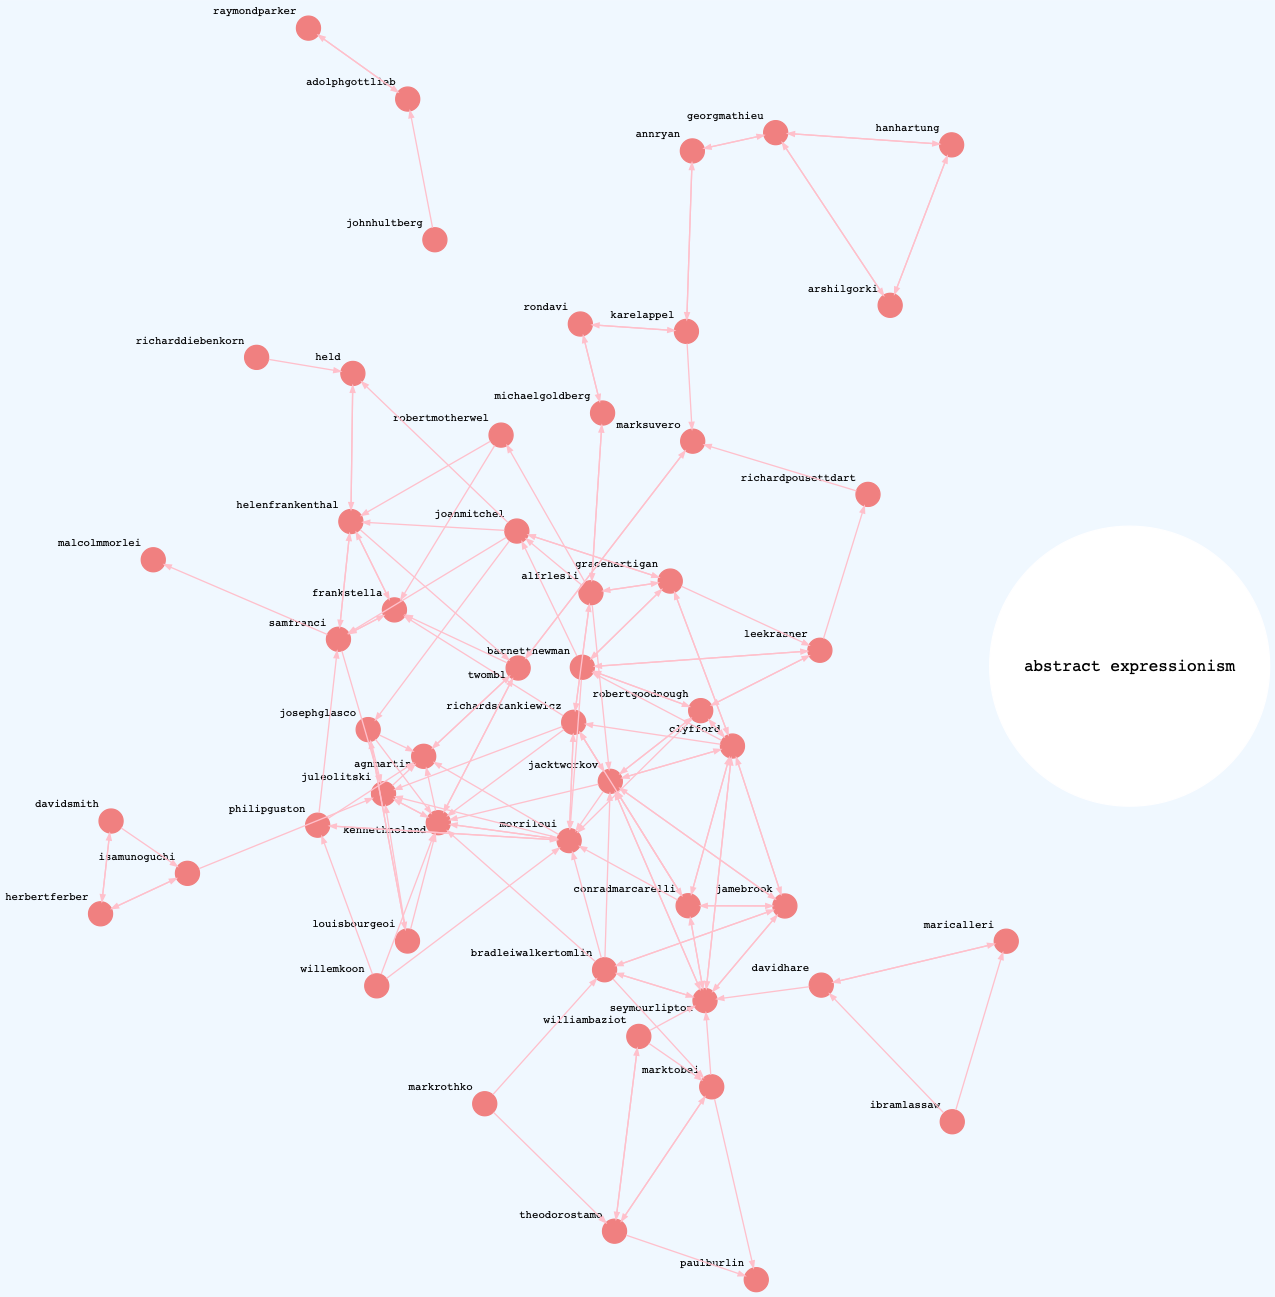 raymondparker
adolphgottlieb
georgmathieu
hanhartung
annryan
johnhultberg
arshilgorki
rondavi
karelappel
richarddiebenkorn
held
michaelgoldberg
robertmotherwel
marksuvero
richardpousettdart
helenfrankenthal
joanmitchel
malcolmmorlei
gracehartigan
alfrlesli
frankstella
samfranci
leekrasner
barnettnewman
abstract expressionism
twombl
robertgoodnough
richardstankiewicz
josephglasco
clyfford
agnmartin
jacktworkov
juleolitski
davidsmith
philipguston
morriloui
kennethnoland
isamunoguchi
conradmarcarelli
jamebrook
herbertferber
louisbourgeoi
maricalleri
bradleiwalkertomlin
willemkoon
davidhare
seymourlipton
williambaziot
marktobei
markrothko
ibramlassaw
theodorostamo
paulburlin